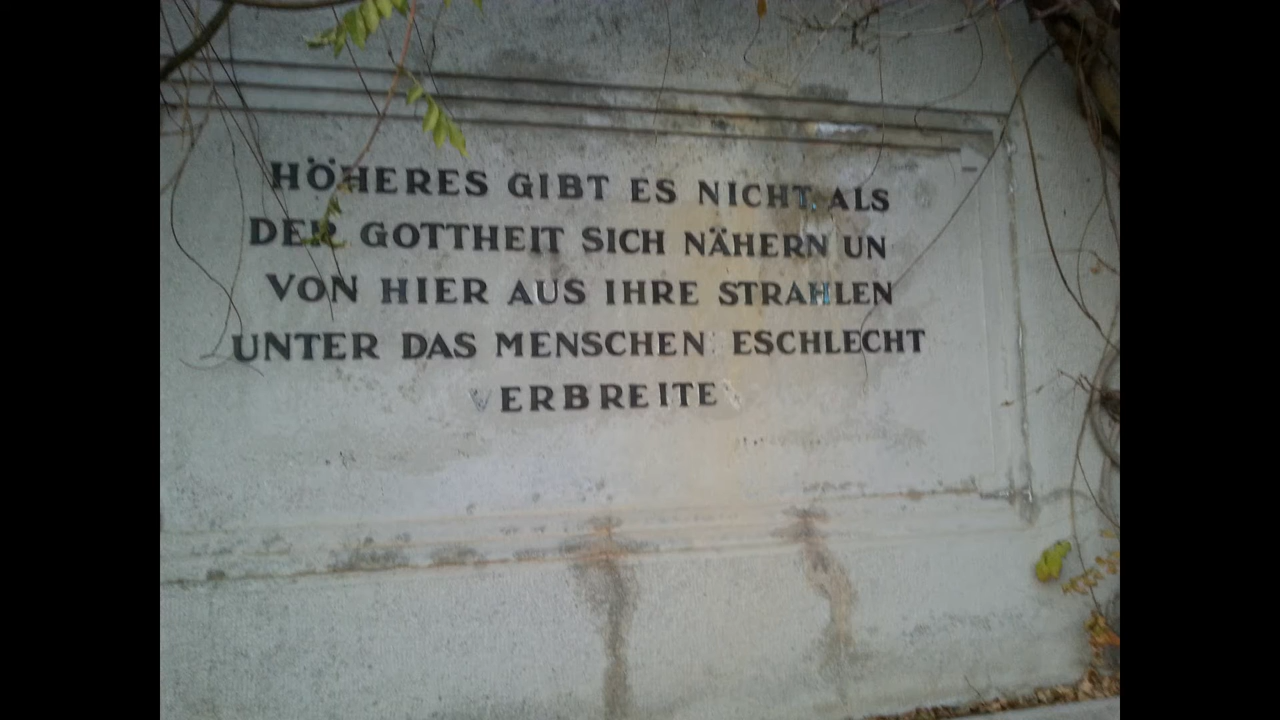 HÖHERES GIBT ES NICHT ALS
DER GOTTHEIT SICH NÄHERN UN
VON HIER AUS IHRE STRAHLEN
UNTER DAS MENSCHEN ESCHLECHT
VERBREITE